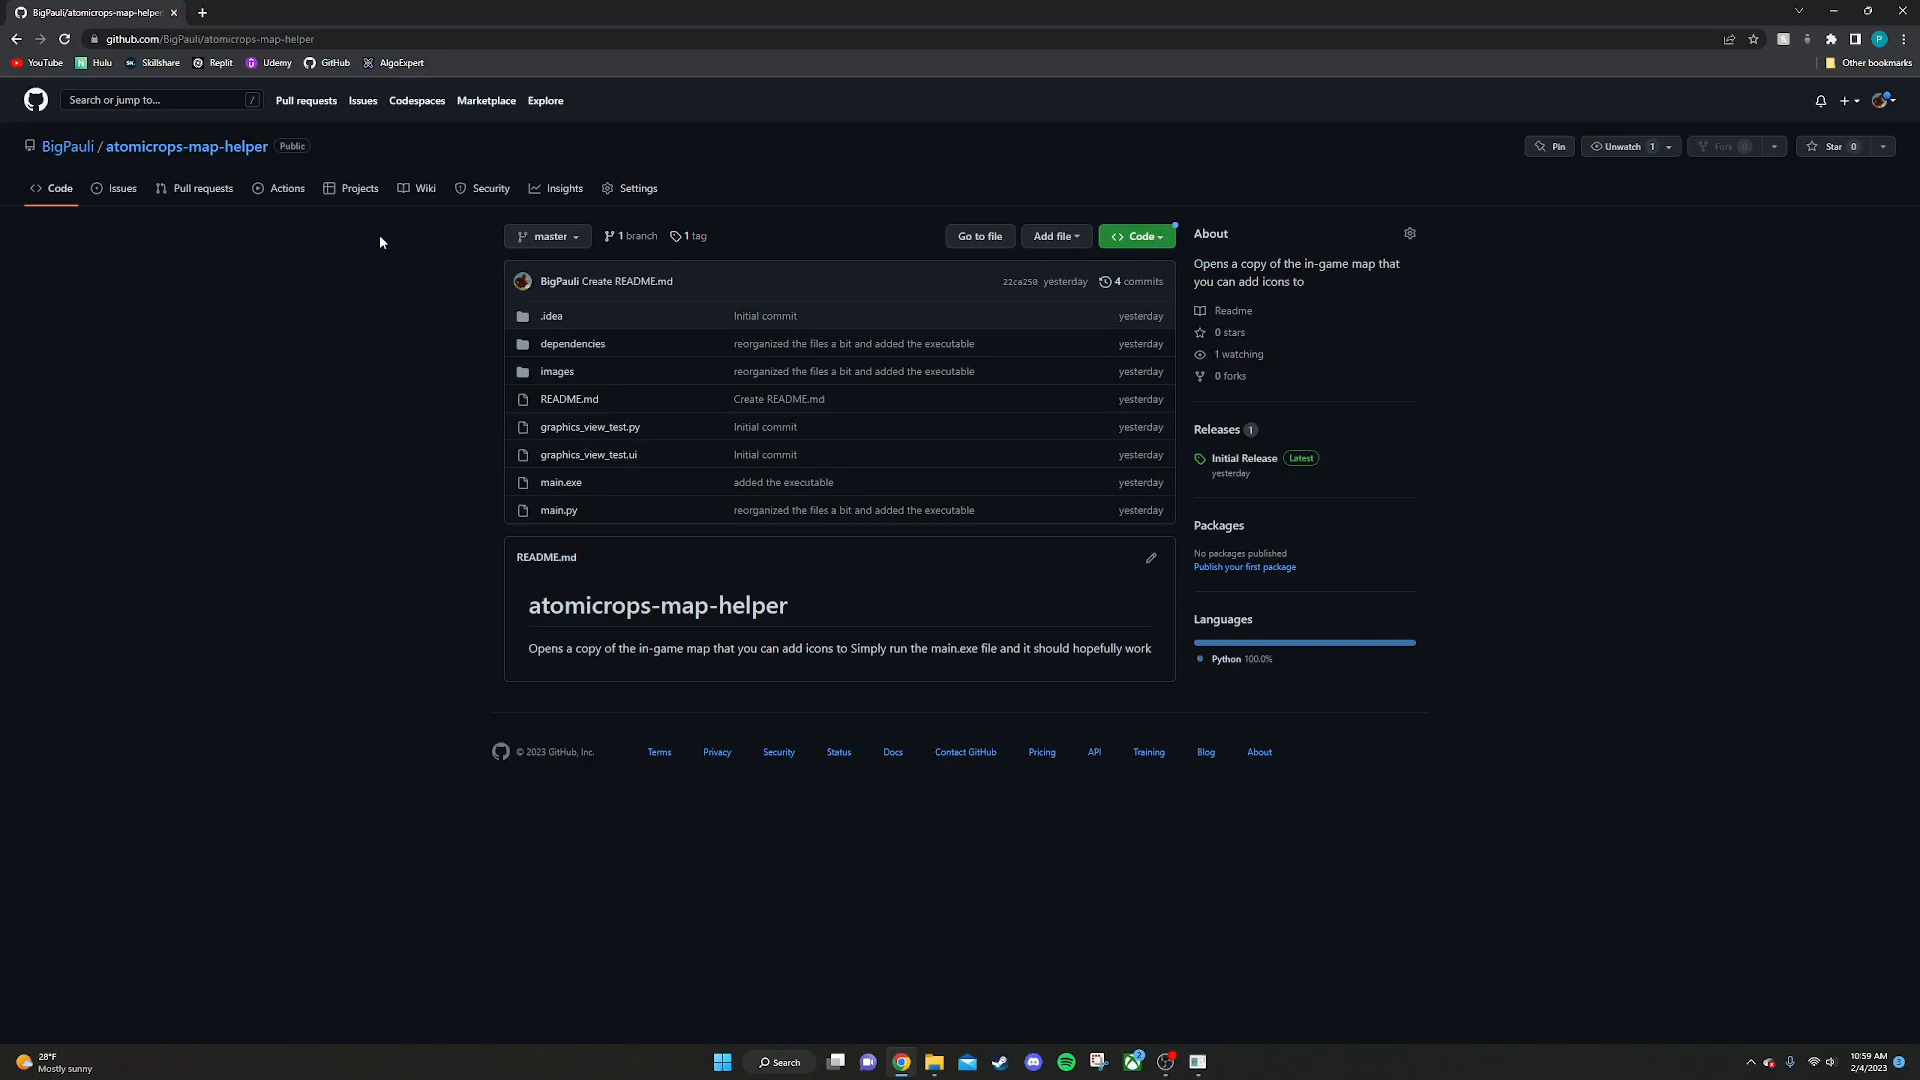 BigPauli/atomicrops-map-helper
github.com/BigPauli/atomicrops-map-helper
YouTube Hulu Skillshare Replit Udemy GitHub AlgoExpert Other bookmarks
Search or jump to... / Pull requests Issues Codespaces Marketplace Explore
BigPauli / atomicrops-map-helper Public Pin Unwatch 1 Fork 0 Star 0
Code Issues Pull requests Actions Projects Wiki Security Insights Settings
master 1 branch 1 tag Go to file Add file Code
BigPauli Create README.md 22ca250 yesterday 4 commits
.idea Initial commit yesterday
dependencies reorganized the files a bit and added the executable yesterday
images reorganized the files a bit and added the executable yesterday
README.md Create README.md yesterday
graphics_view_test.py Initial commit yesterday
graphics_view_test.ui Initial commit yesterday
main.exe added the executable yesterday
main.py reorganized the files a bit and added the executable yesterday
README.md
atomicrops-map-helper
Opens a copy of the in-game map that you can add icons to Simply run the main.exe file and it should hopefully work
About
Opens a copy of the in-game map that
you can add icons to
Readme
0 stars
1 watching
0 forks
Releases 1
Initial Release Latest
yesterday
Packages
No packages published
Publish your first package
Languages
Python 100.0%
© 2023 GitHub, Inc. Terms Privacy Security Status Docs Contact GitHub Pricing API Training Blog About
28°F
Mostly sunny
Search
10:59 AM
2/4/2023
3